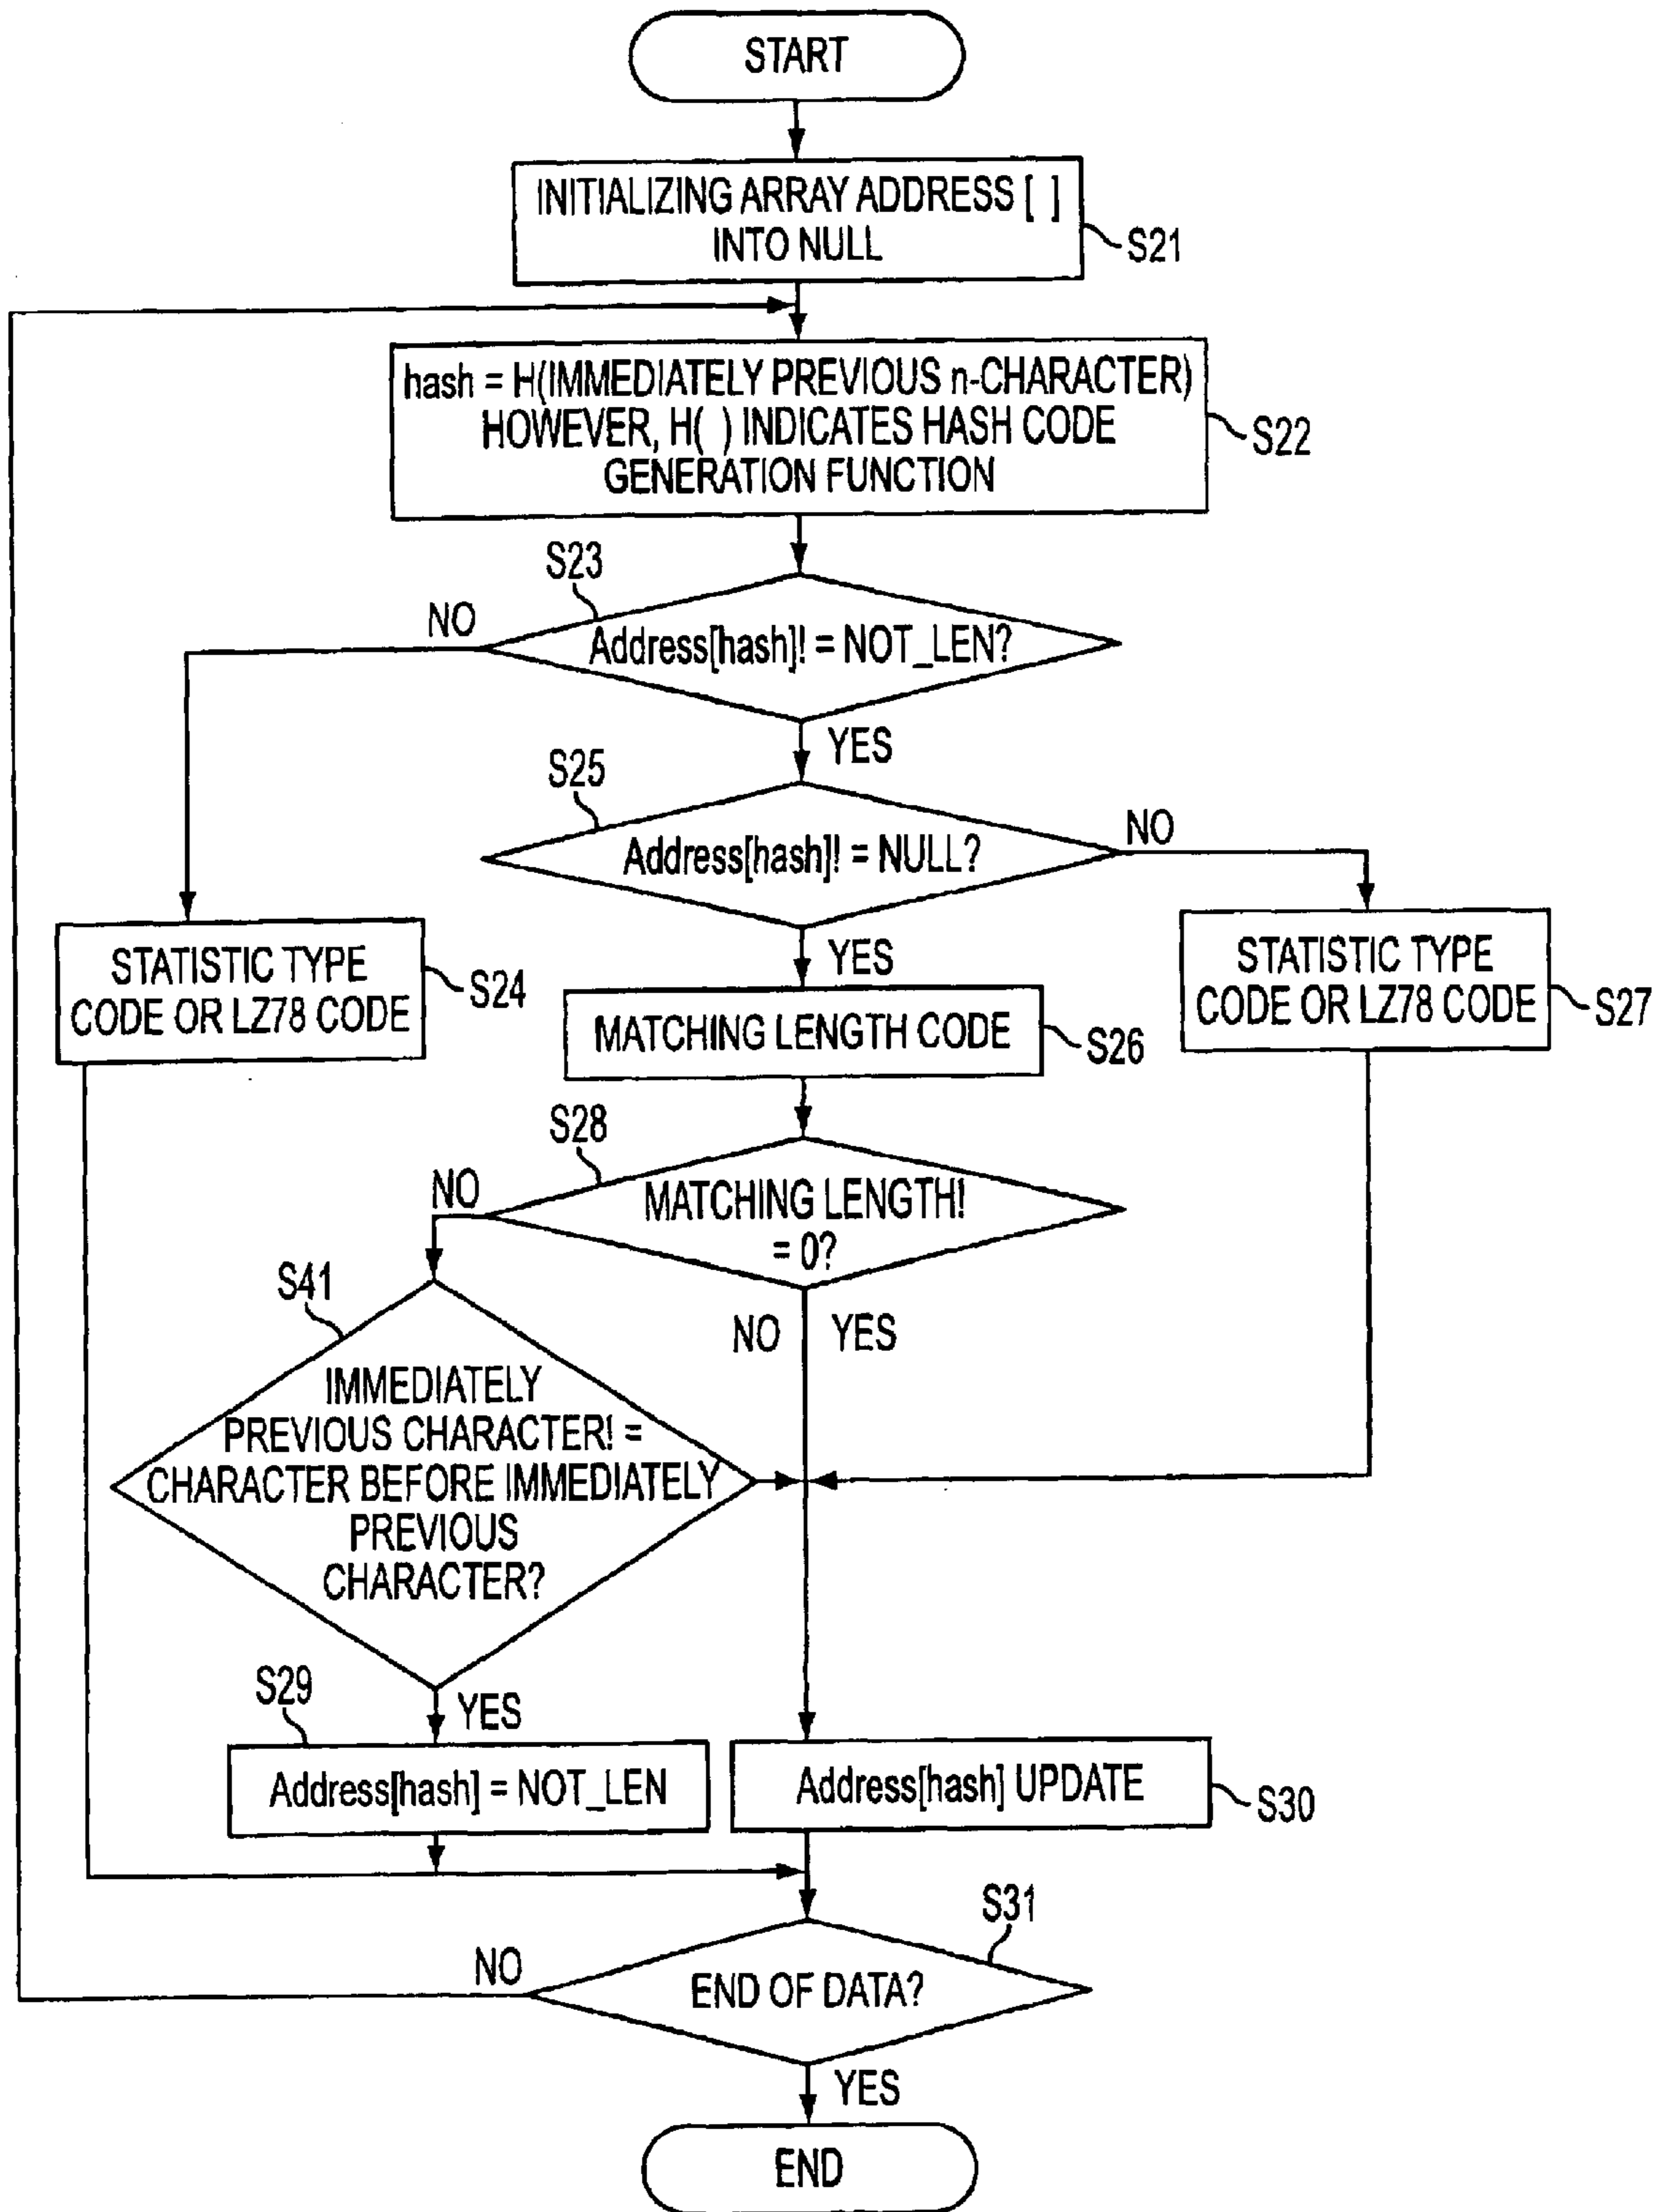 START
INITIALIZING ARRAY ADDRESS [ ]
INTO NULL
S21
hash = H(IMMEDIATELY PREVIOUS n-CHARACTER)
HOWEVER, H( ) INDICATES HASH CODE
GENERATION FUNCTION
S22
S23
NO
Address[hash]! = NOT_LEN?
YES
S25
NO
Address[hash]! = NULL?
YES
STATISTIC TYPE
CODE OR LZ78 CODE
S24
MATCHING LENGTH CODE
S26
STATISTIC TYPE
CODE OR LZ78 CODE
S27
S28
NO
MATCHING LENGTH!
= 0?
S41
NO
YES
IMMEDIATELY
PREVIOUS CHARACTER! =
CHARACTER BEFORE IMMEDIATELY
PREVIOUS
CHARACTER?
S29
YES
Address[hash] = NOT_LEN
Address[hash] UPDATE
S30
S31
NO
END OF DATA?
YES
END